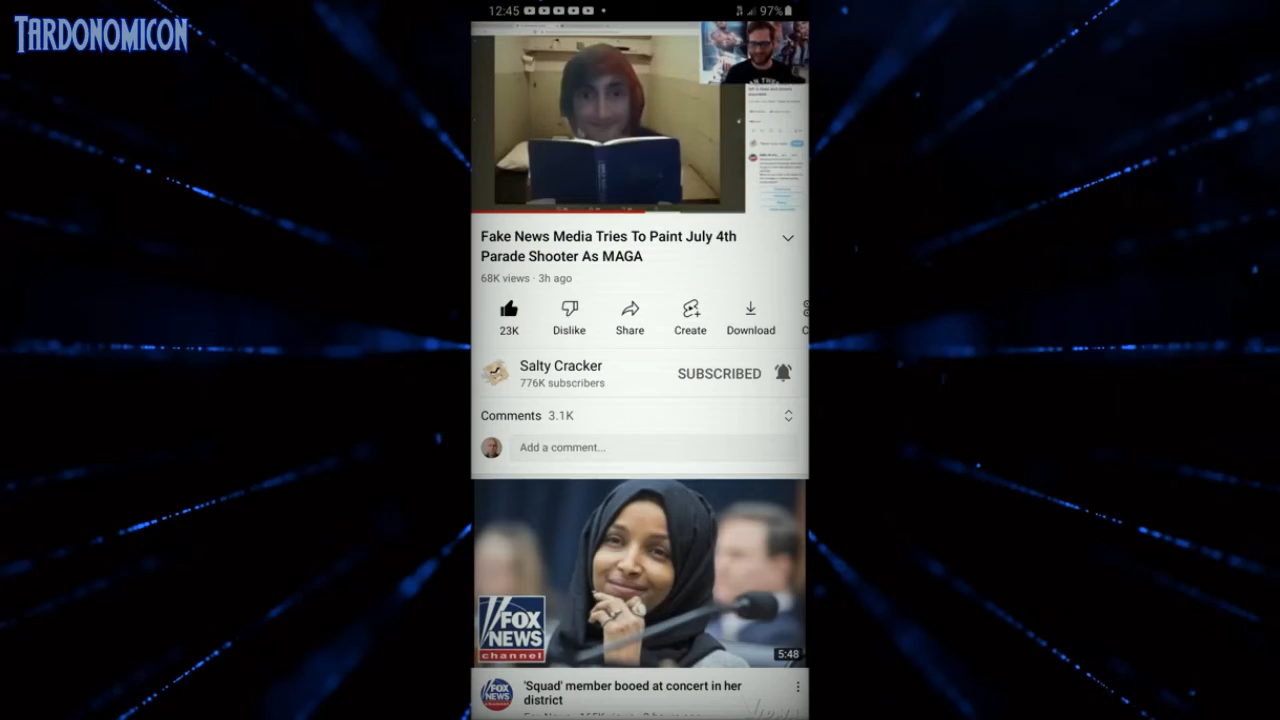 TARDONOMICON
12:45
97%
Fake News Media Tries To Paint July 4th
Parade Shooter As MAGA
68K views · 3h ago
23K
Dislike
Share
Create
Download
Salty Cracker
776K subscribers
SUBSCRIBED
Comments 3.1K
Add a comment...
FOX
NEWS
channel
5:48
FOX
NEWS
'Squad' member booed at concert in her
district